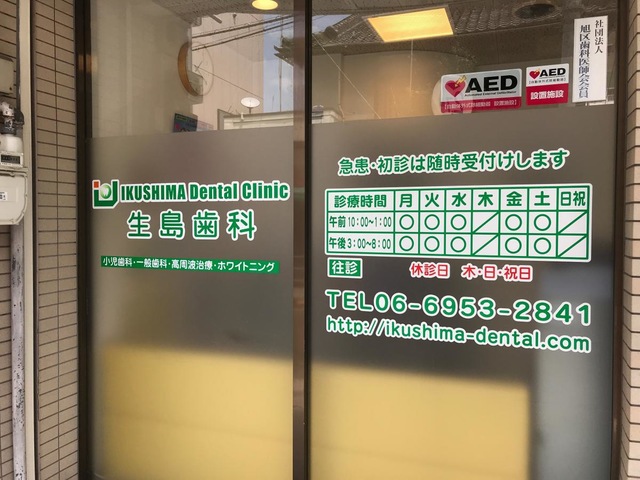 社団法人
旭区歯科医師会会員
AED
AED
設置施設
IKUSHIMA Dental Clinic
生島歯科
小児歯科・一般歯科・高周波治療・ホワイトニング
急患・初診は随時受付けします
診療時間 月 火 水 木 金 土 日祝
午前10:00~1:00 ○ ○ ○ / ○ ○ /
午後3:00~8:00 ○ ○ ○ / ○ ○ /
往診 休診日 木・日・祝日
TEL06-6953-2841
http://ikushima-dental.com